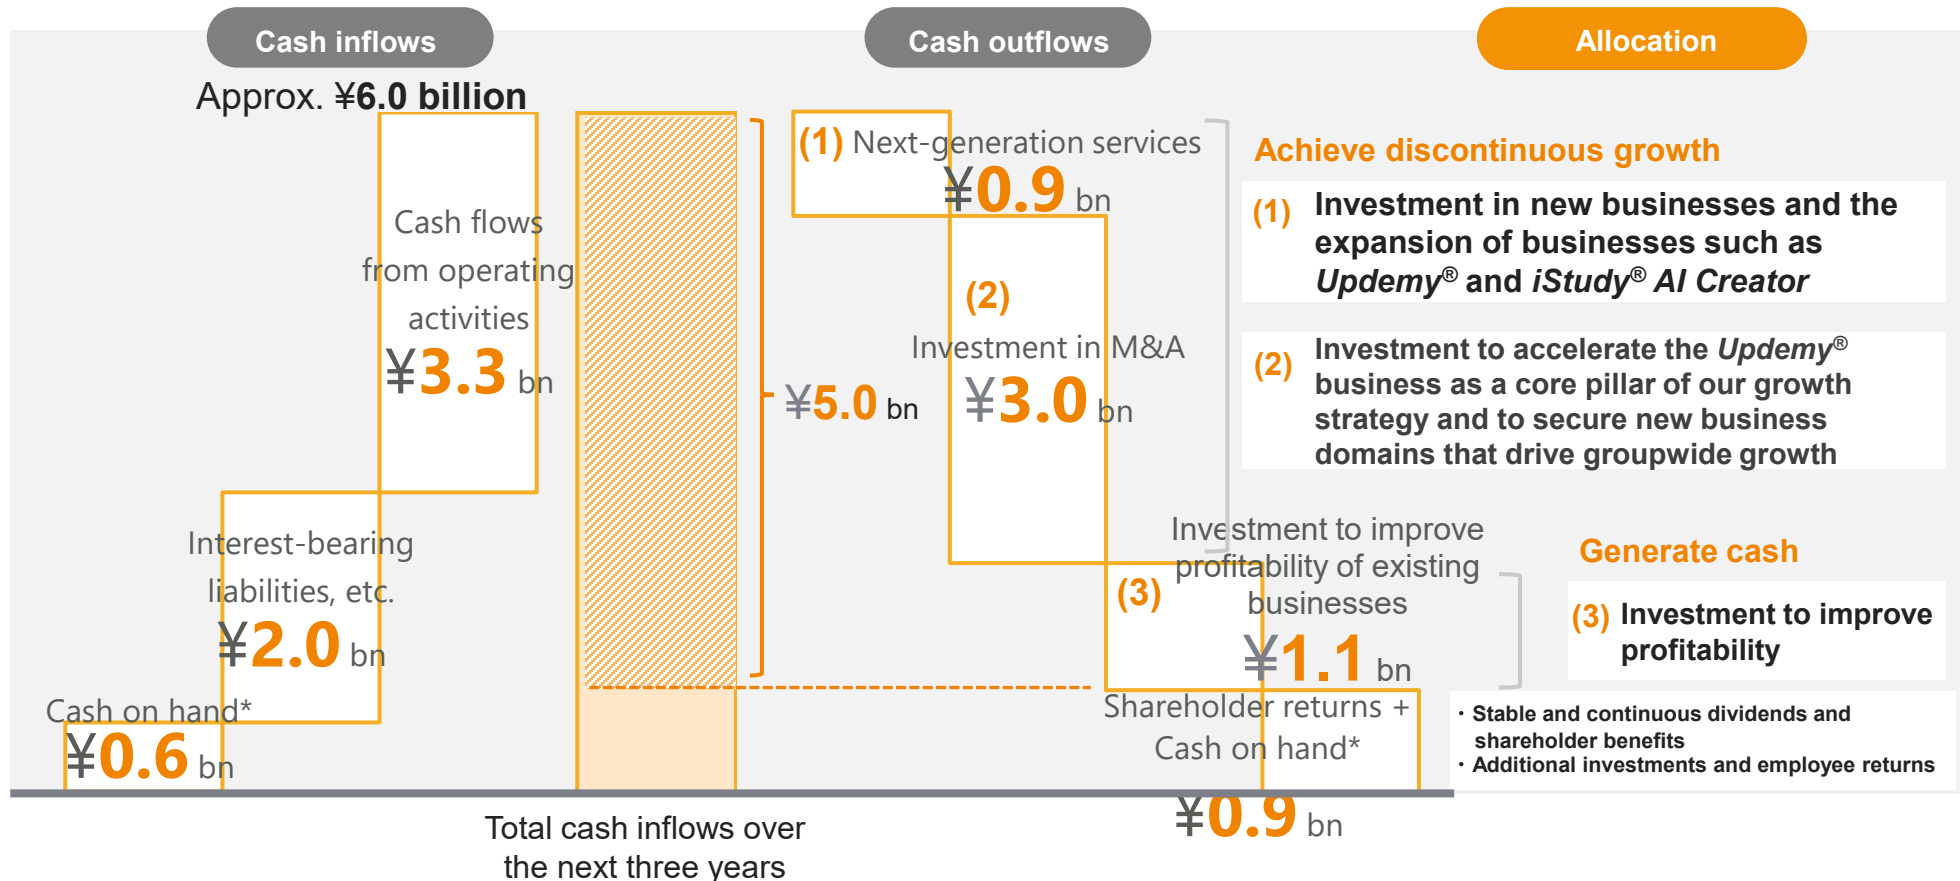 Cash inflows
Approx. ¥6.0 billion
Cash flows
from operating
activities
¥3.3 bn
Interest-bearing
liabilities, etc.
¥2.0 bn
Cash on hand*
¥0.6 bn
Total cash inflows over
the next three years
Cash outflows
¥5.0 bn
(1) Next-generation services
¥0.9 bn
(2)
Investment in M&A
¥3.0 bn
(3)
Investment to improve
profitability of existing
businesses
¥1.1 bn
Shareholder returns +
Cash on hand*
¥0.9 bn
Allocation
Achieve discontinuous growth
(1) Investment in new businesses and the
expansion of businesses such as
Updemy® and iStudy® AI Creator
(2) Investment to accelerate the Updemy®
business as a core pillar of our growth
strategy and to secure new business
domains that drive groupwide growth
Generate cash
(3) Investment to improve
profitability
・Stable and continuous dividends and
shareholder benefits
・Additional investments and employee returns